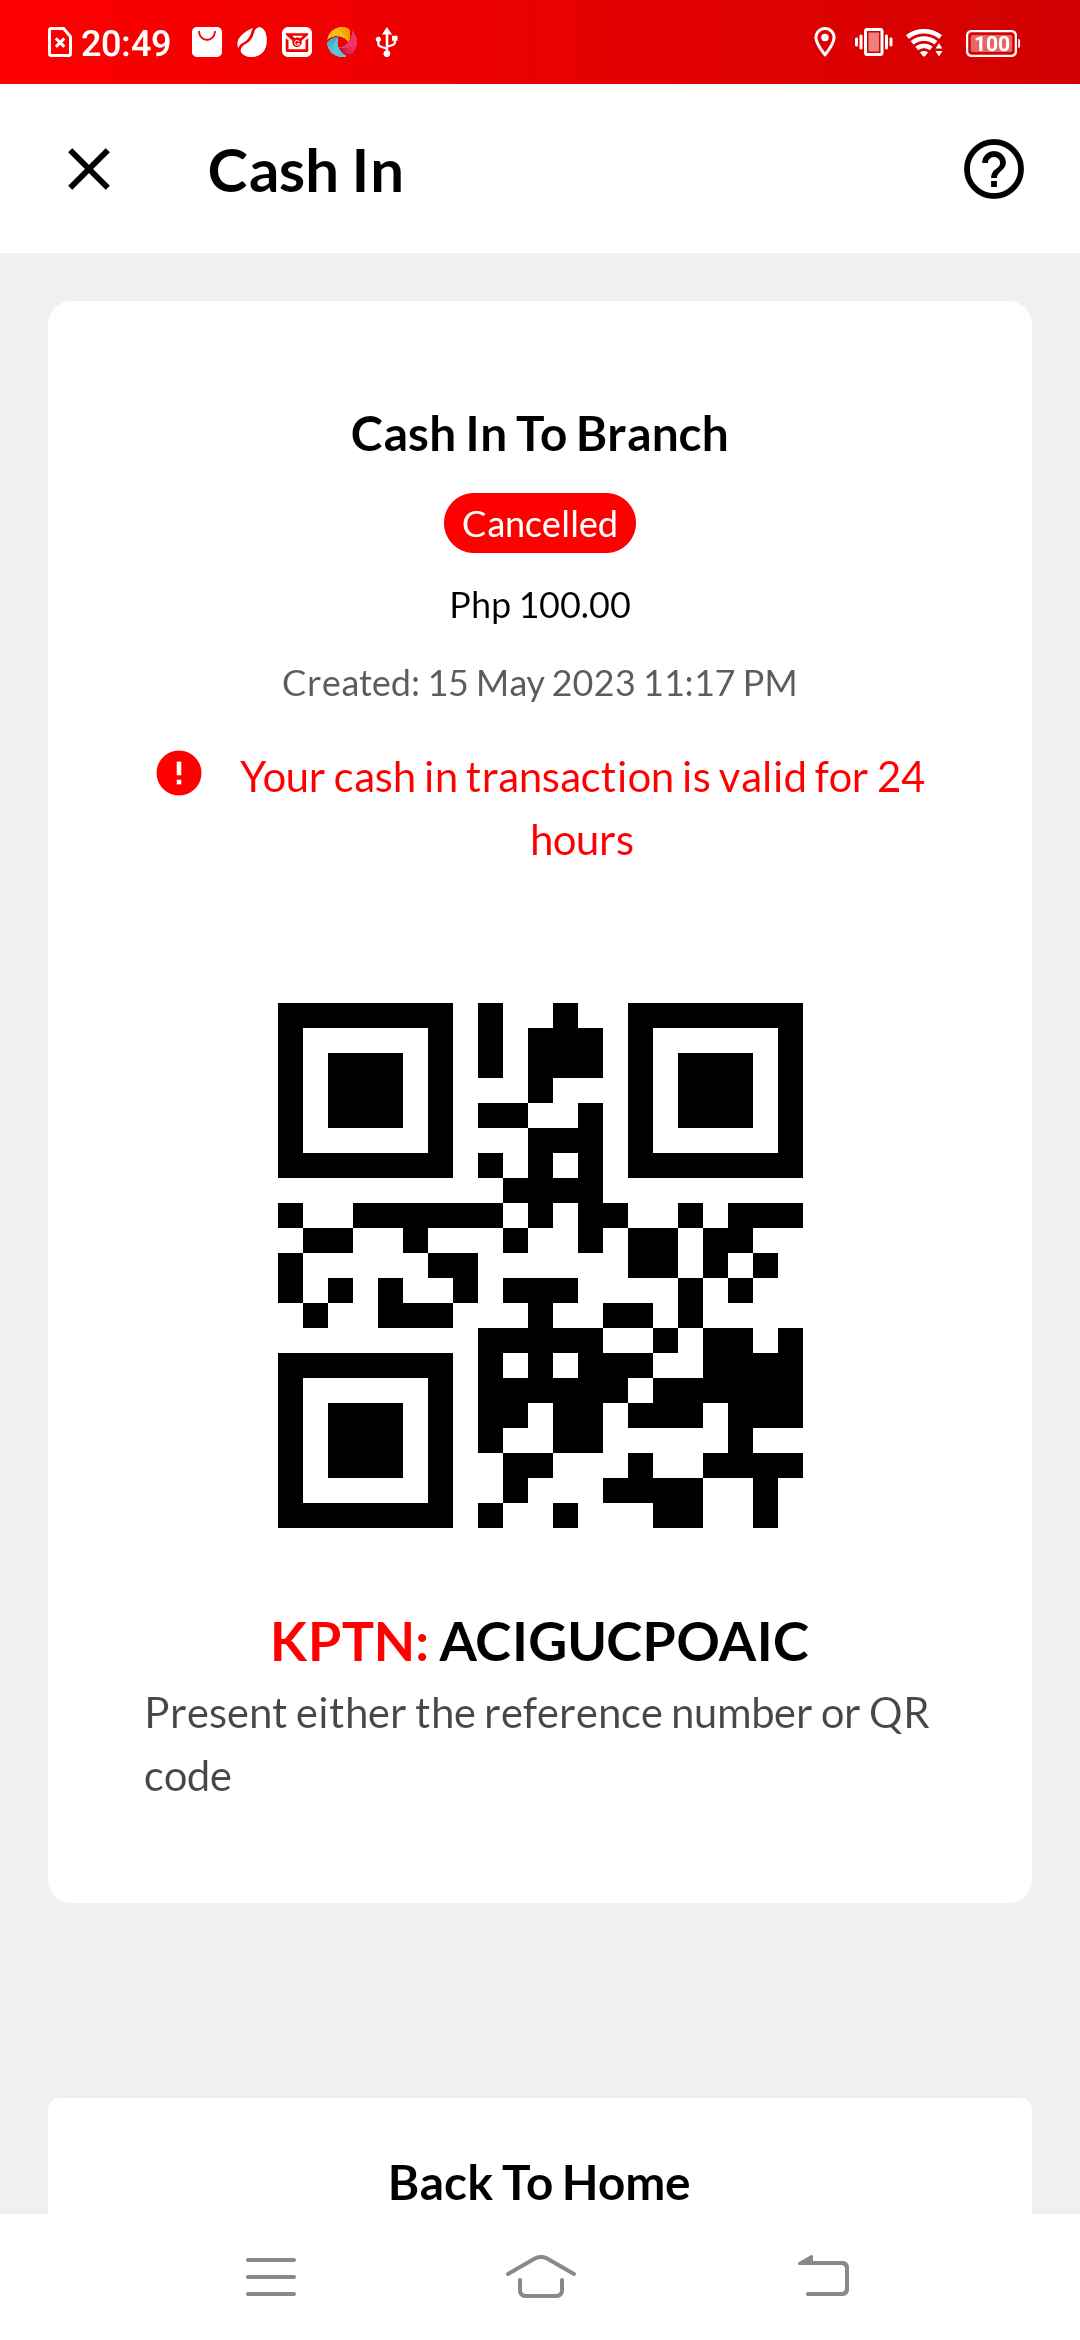 20:49
100
Cash In
Cash In To Branch
Cancelled
Php 100.00
Created: 15 May 2023 11:17 PM
Your cash in transaction is valid for 24
hours
KPTN: ACIGUCPOAIC
Present either the reference number or QR
code
Back To Home